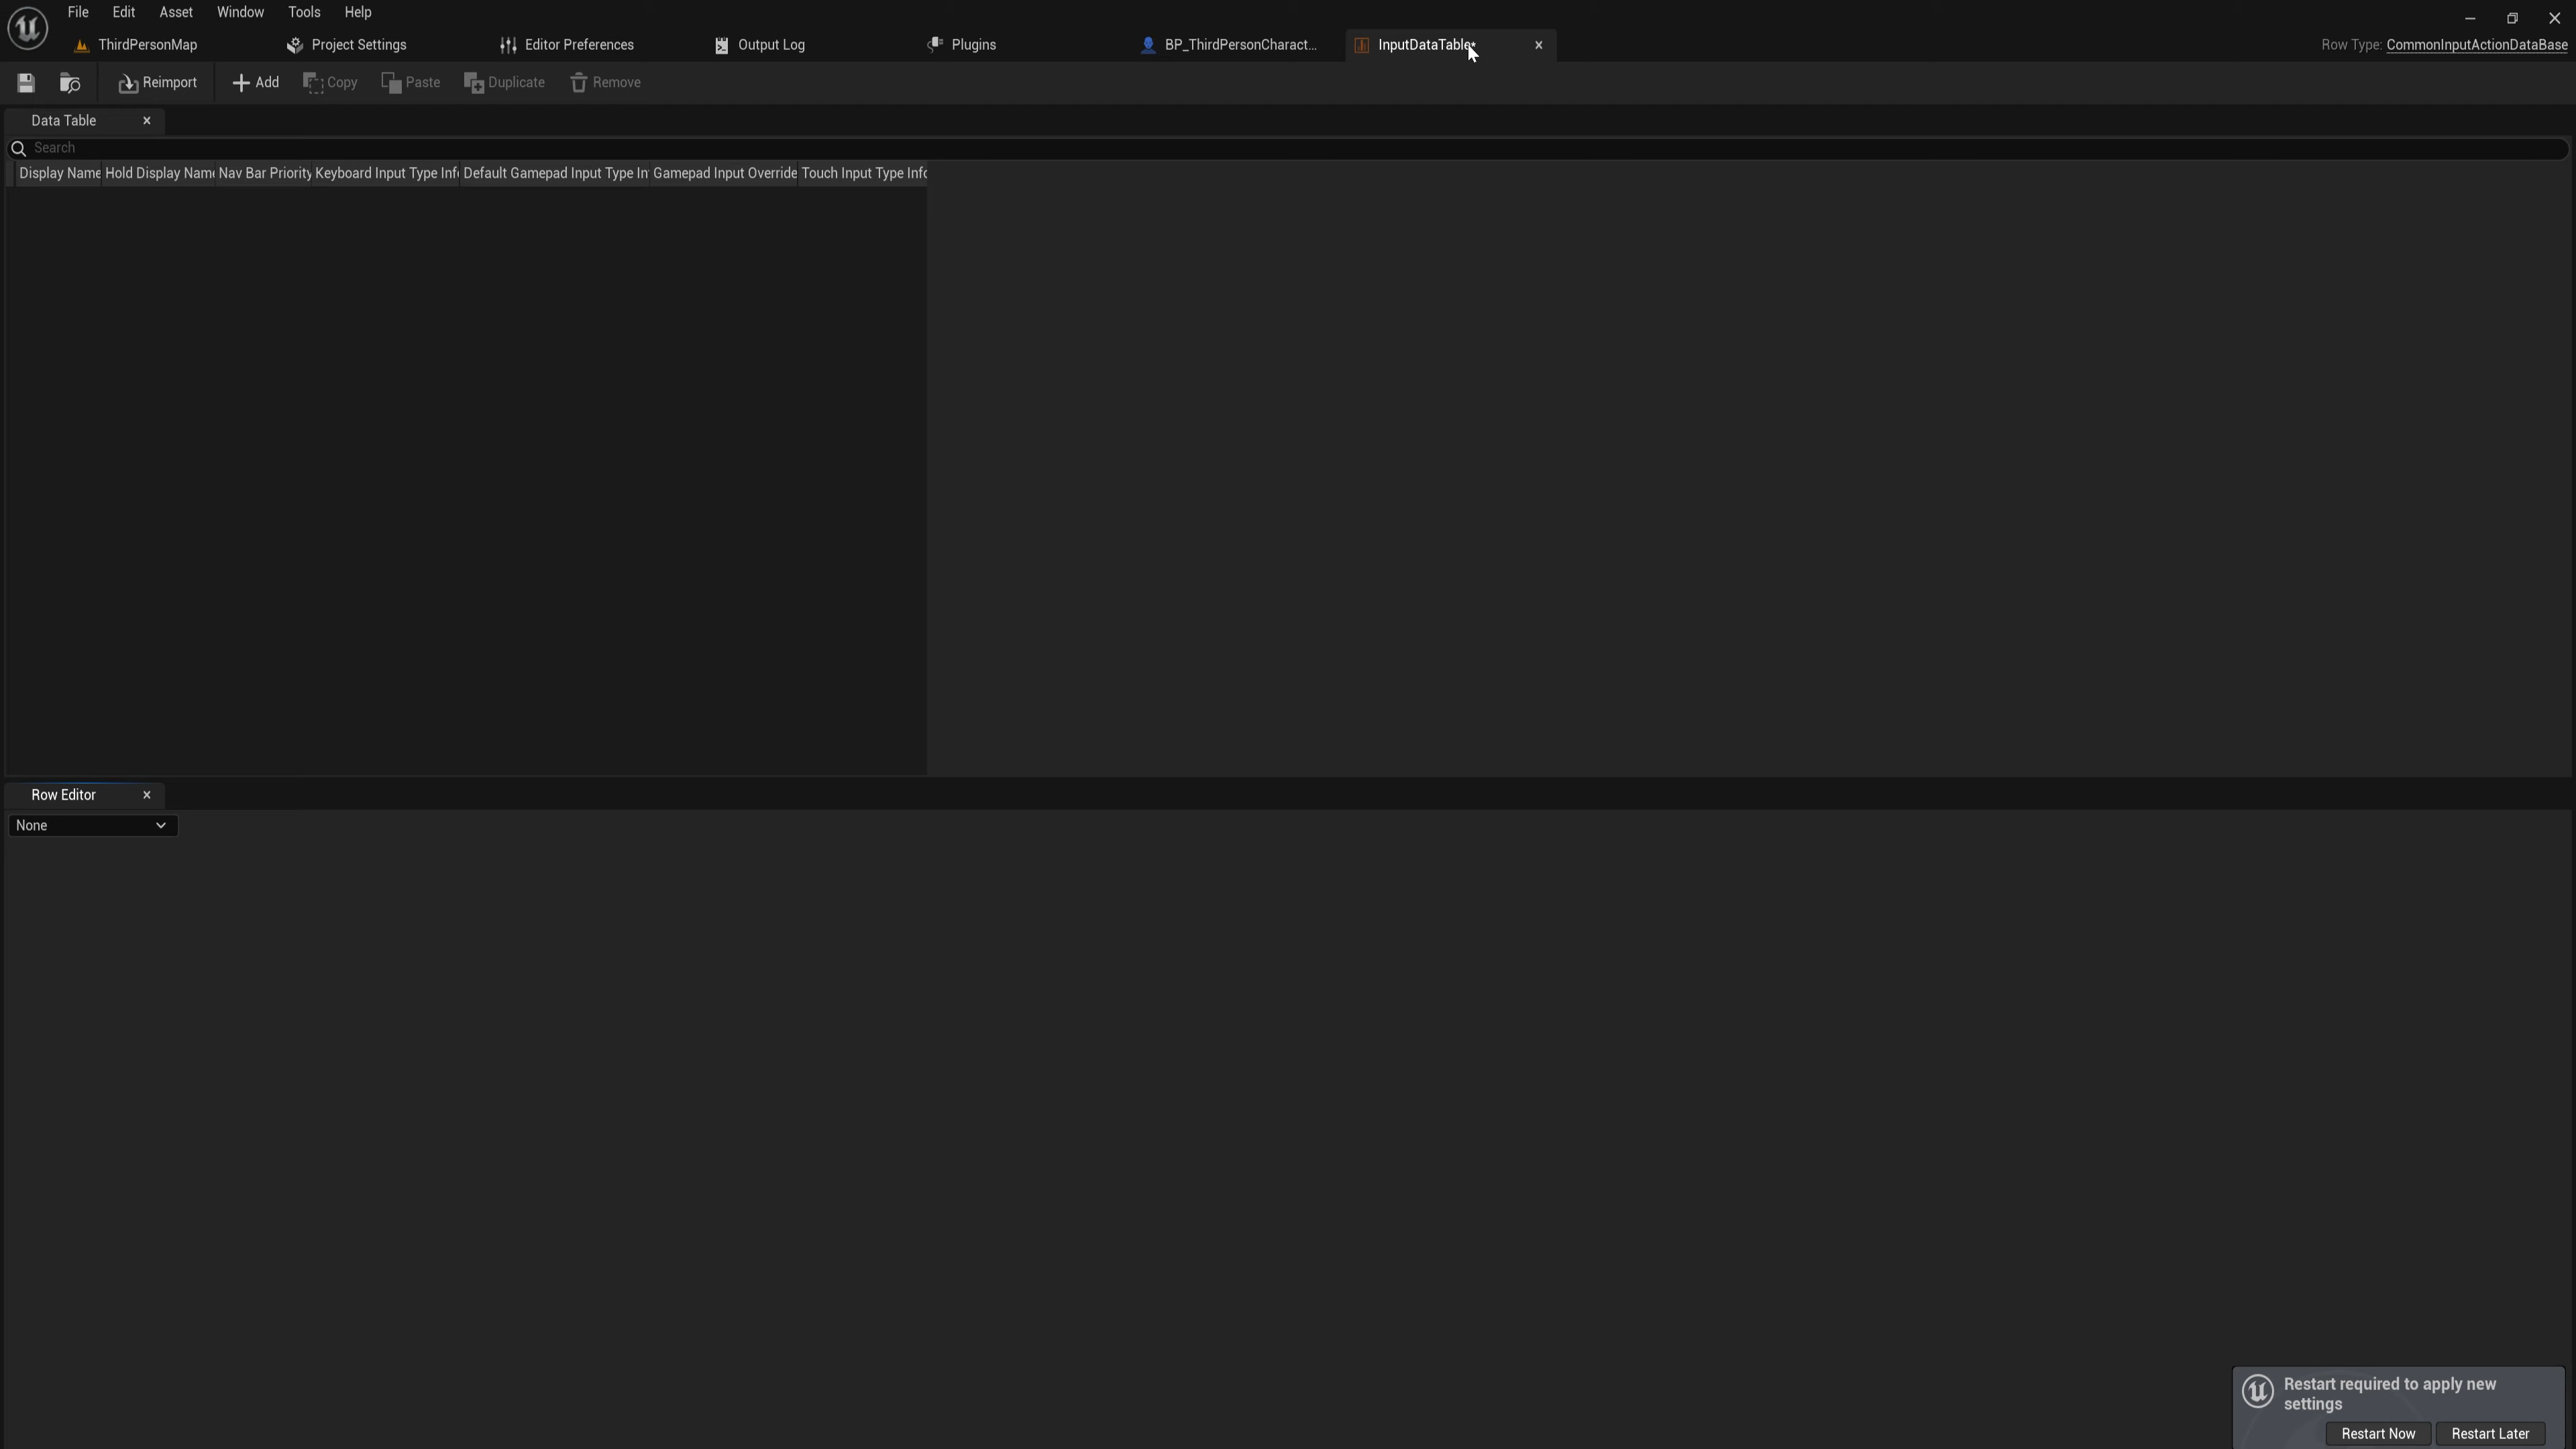 File Edit Asset Window Tools Help
ThirdPersonMap Project Settings Editor Preferences Output Log Plugins BP_ThirdPersonCharact... InputDataTable* Row Type: CommonInputActionDataBase
Reimport Add Copy Paste Duplicate Remove
Data Table
Search
Display Name Hold Display Name Nav Bar Priority Keyboard Input Type Info Default Gamepad Input Type In Gamepad Input Override Touch Input Type Info
Row Editor
None
Restart required to apply new
settings
Restart Now Restart Later